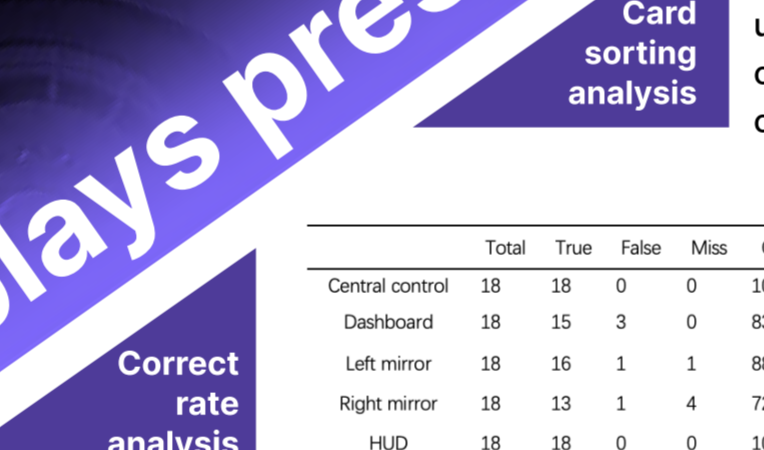 lays pres
Card
sorting
analysis
Total True False Miss
Central control 18 18 0 0
Dashboard 18 15 3 0
Left mirror 18 16 1 1
Right mirror 18 13 1 4
HUD 18 18 0 0
Correct
rate
analysis